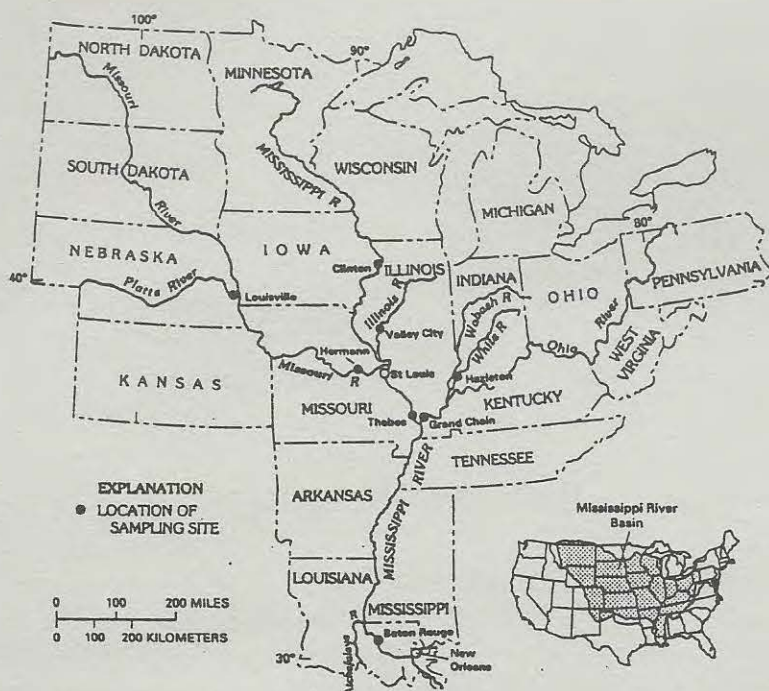 100°
NORTH DAKOTA
Missouri
MINNESOTA
90°
MISSISSIPPI R
WISCONSIN
SOUTH DAKOTA
River
MICHIGAN
80°
NEBRASKA
IOWA
Clinton
ILLINOIS
INDIANA
OHIO
PENNSYLVANIA
40°
Platte River
Louisville
Illinois R
Valley City
Wabash R
White R
Ohio
River
WEST
VIRGINIA
Hermann
Missouri
R
St Louis
Hazleton
KANSAS
MISSOURI
Thebes
Grand Chain
KENTUCKY
TENNESSEE
EXPLANATION
LOCATION OF
SAMPLING SITE
ARKANSAS
MISSISSIPPI RIVER
Mississippi River
Basin
LOUISIANA
MISSISSIPPI
0 100 200 MILES
0 100 200 KILOMETERS
Atchafalaya R
Baton Rouge
New
Orleans
30°